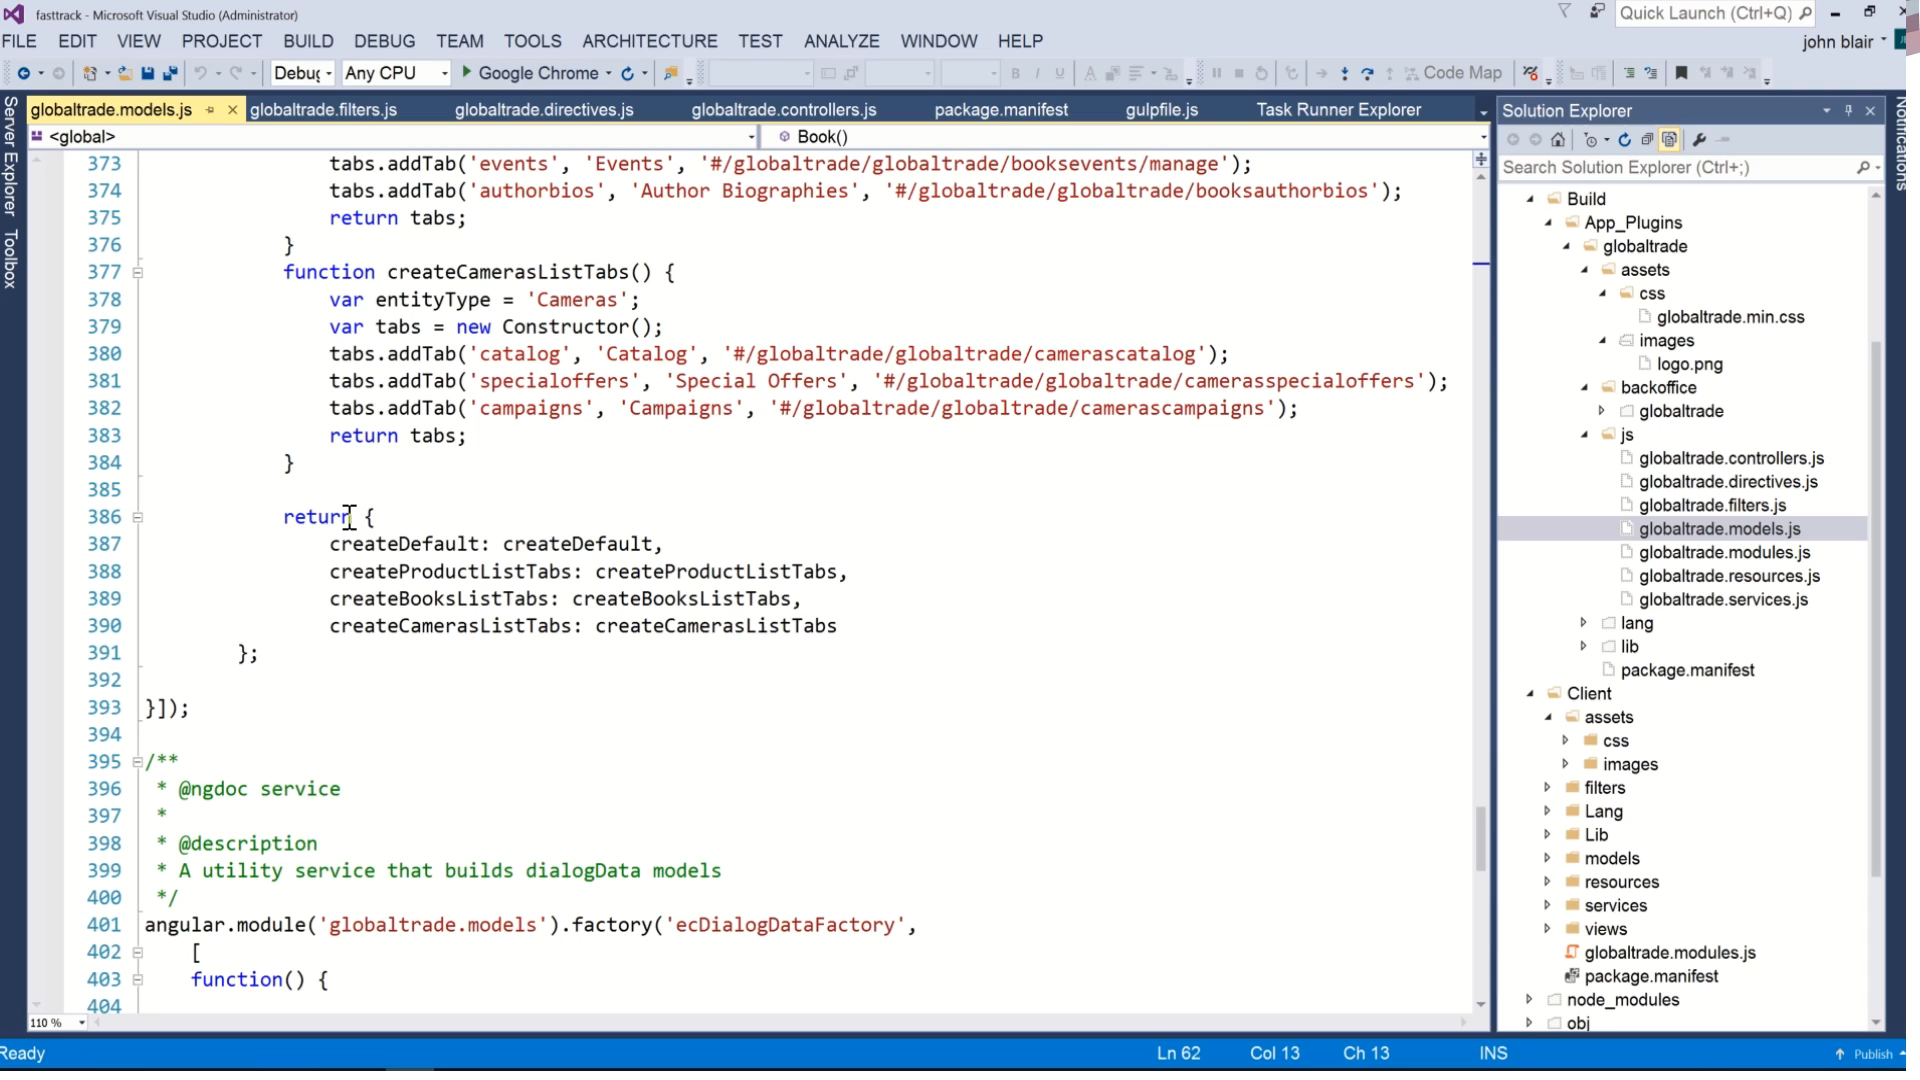 fasttrack - Microsoft Visual Studio (Administrator)
Quick Launch (Ctrl+Q)
FILE EDIT VIEW PROJECT BUILD DEBUG TEAM TOOLS ARCHITECTURE TEST ANALYZE WINDOW HELP
john blair
Debug Any CPU Google Chrome Code Map
globaltrade.models.js globaltrade.filters.js globaltrade.directives.js globaltrade.controllers.js package.manifest gulpfile.js Task Runner Explorer
<global> Book()
Server Explorer
Toolbox
373 tabs.addTab('events', 'Events', '#/globaltrade/globaltrade/booksevents/manage');
374 tabs.addTab('authorbios', 'Author Biographies', '#/globaltrade/globaltrade/booksauthorbios');
375 return tabs;
376 }
377 function createCamerasListTabs() {
378 var entityType = 'Cameras';
379 var tabs = new Constructor();
380 tabs.addTab('catalog', 'Catalog', '#/globaltrade/globaltrade/camerascatalog');
381 tabs.addTab('specialoffers', 'Special Offers', '#/globaltrade/globaltrade/camerasspecialoffers');
382 tabs.addTab('campaigns', 'Campaigns', '#/globaltrade/globaltrade/camerascampaigns');
383 return tabs;
384 }
385
386 return {
387 createDefault: createDefault,
388 createProductListTabs: createProductListTabs,
389 createBooksListTabs: createBooksListTabs,
390 createCamerasListTabs: createCamerasListTabs
391 };
392
393 }]);
394
395 /**
396 * @ngdoc service
397 *
398 * @description
399 * A utility service that builds dialogData models
400 */
401 angular.module('globaltrade.models').factory('ecDialogDataFactory',
402 [
403 function() {
404
110 %
Solution Explorer
Search Solution Explorer (Ctrl+;)
Build
App_Plugins
globaltrade
assets
css
globaltrade.min.css
images
logo.png
backoffice
globaltrade
js
globaltrade.controllers.js
globaltrade.directives.js
globaltrade.filters.js
globaltrade.models.js
globaltrade.modules.js
globaltrade.resources.js
globaltrade.services.js
lang
lib
package.manifest
Client
assets
css
images
filters
Lang
Lib
models
resources
services
views
globaltrade.modules.js
package.manifest
node_modules
obj
Notifications
Ready Ln 62 Col 13 Ch 13 INS Publish